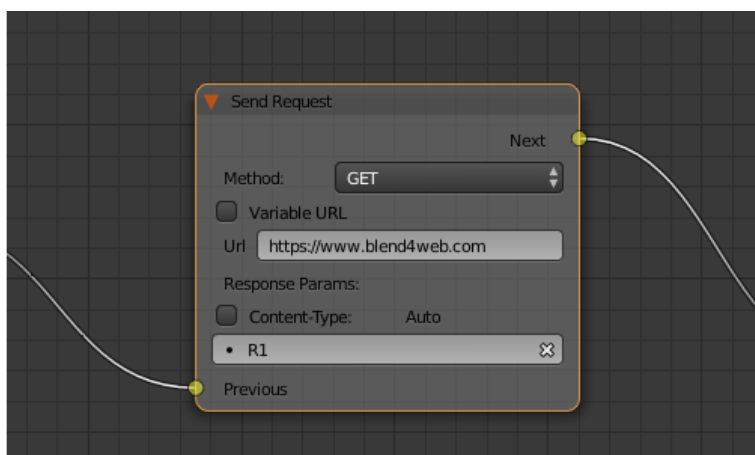 Send Request
Next
Method: GET
Variable URL
Url https://www.blend4web.com
Response Params:
Content-Type: Auto
• R1
Previous